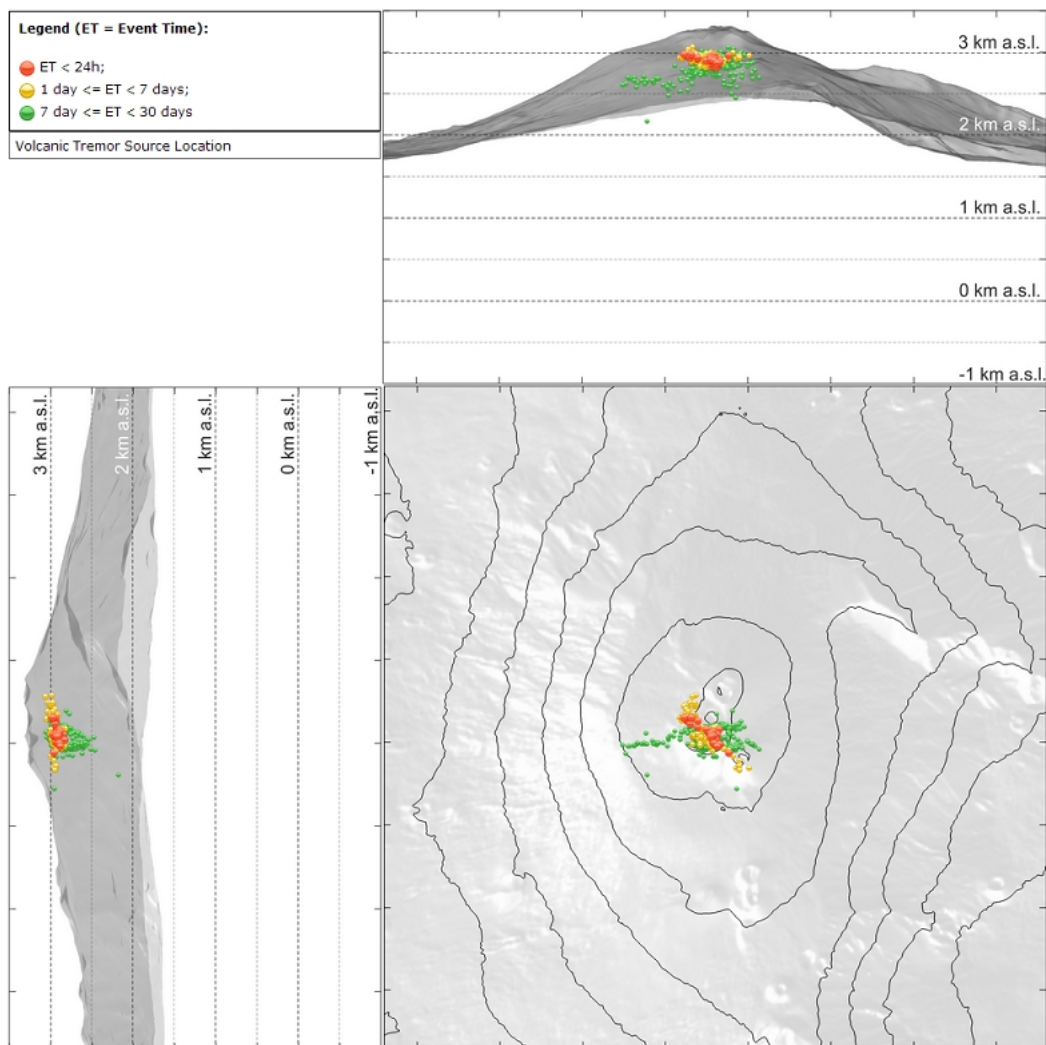 Legend (ET = Event Time):
ET < 24h;
1 day <= ET < 7 days;
7 day <= ET < 30 days
Volcanic Tremor Source Location
3 km a.s.l.
2 km a.s.l.
1 km a.s.l.
0 km a.s.l.
-1 km a.s.l.
3 km a.s.l.
2 km a.s.l.
1 km a.s.l.
0 km a.s.l.
-1 km a.s.l.